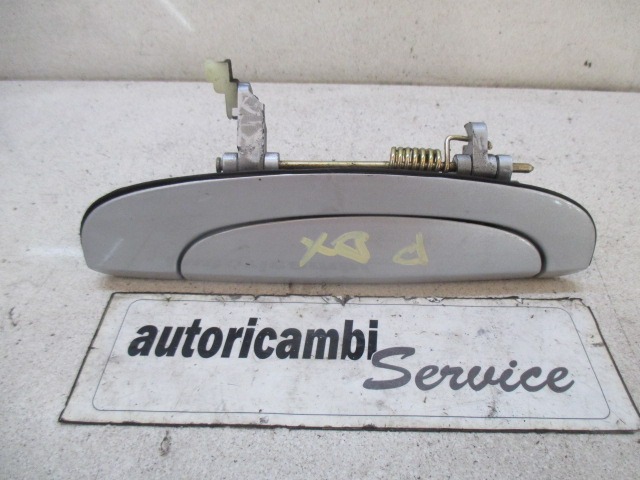 P DX
autoricambi
Service